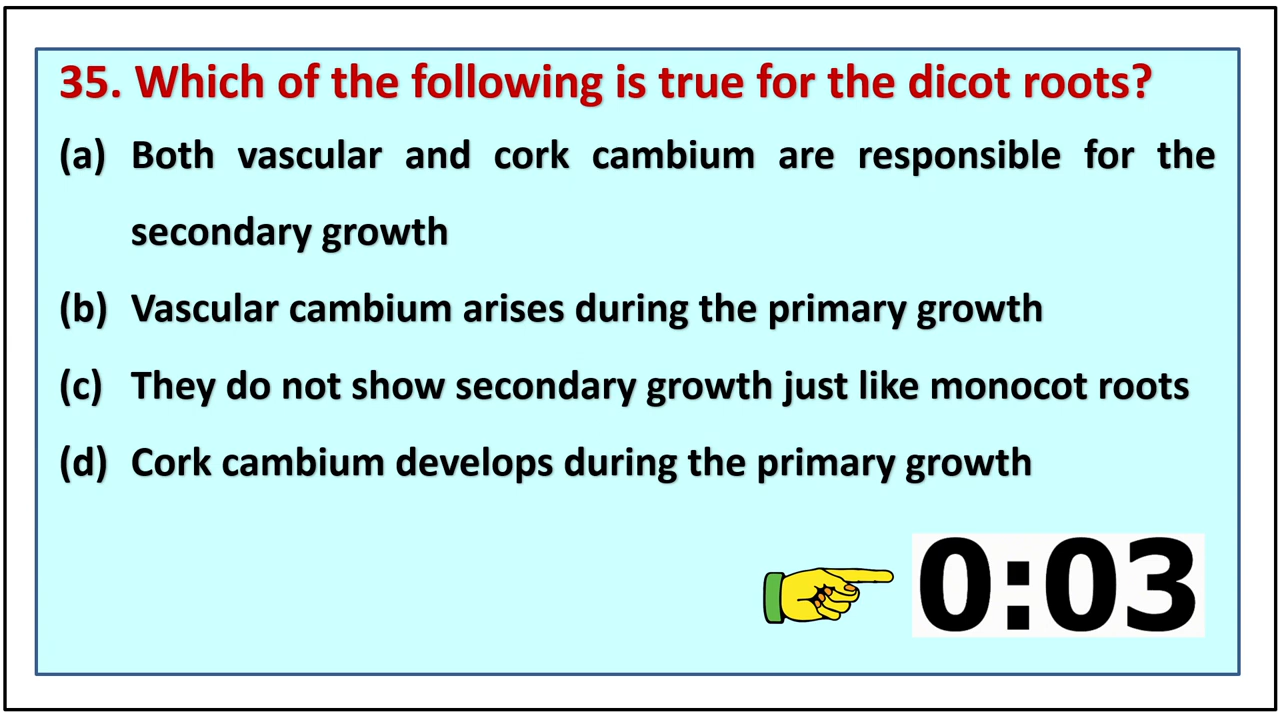 35. Which of the following is true for the dicot roots?
(a) Both vascular and cork cambium are responsible for the
secondary growth
(b) Vascular cambium arises during the primary growth
(c) They do not show secondary growth just like monocot roots
(d) Cork cambium develops during the primary growth
0:03